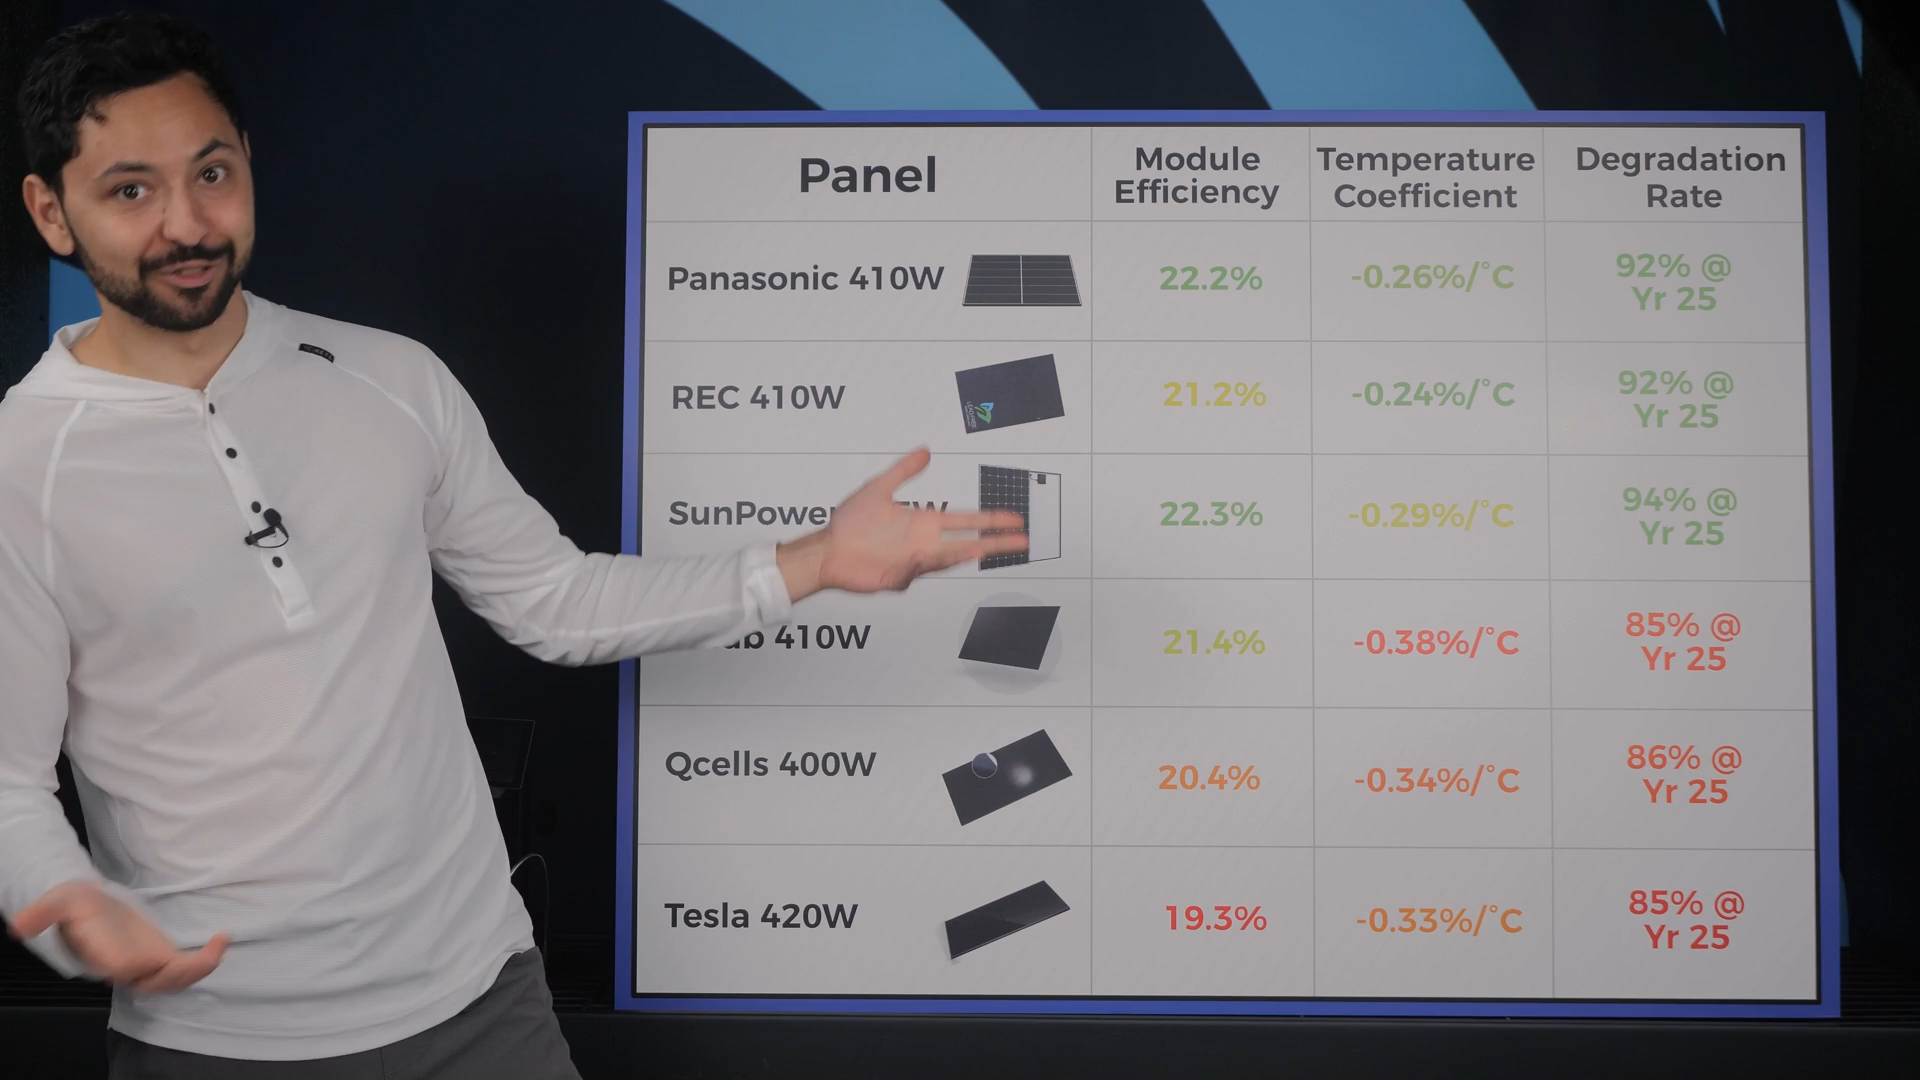 Panel
Module
Efficiency
Temperature
Coefficient
Degradation
Rate
Panasonic 410W
22.2%
-0.26%/°C
92% @
Yr 25
REC 410W
21.2%
-0.24%/°C
92% @
Yr 25
SunPower
22.3%
-0.29%/°C
94% @
Yr 25
410W
21.4%
-0.38%/°C
85% @
Yr 25
Qcells 400W
20.4%
-0.34%/°C
86% @
Yr 25
Tesla 420W
19.3%
-0.33%/°C
85% @
Yr 25